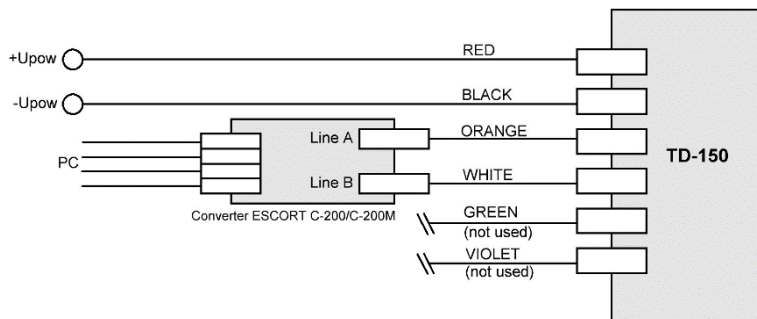 +Upow
RED
-Upow
BLACK
Line A
ORANGE
TD-150
PC
Line B
WHITE
Converter ESCORT C-200/C-200M
GREEN
(not used)
VIOLET
(not used)